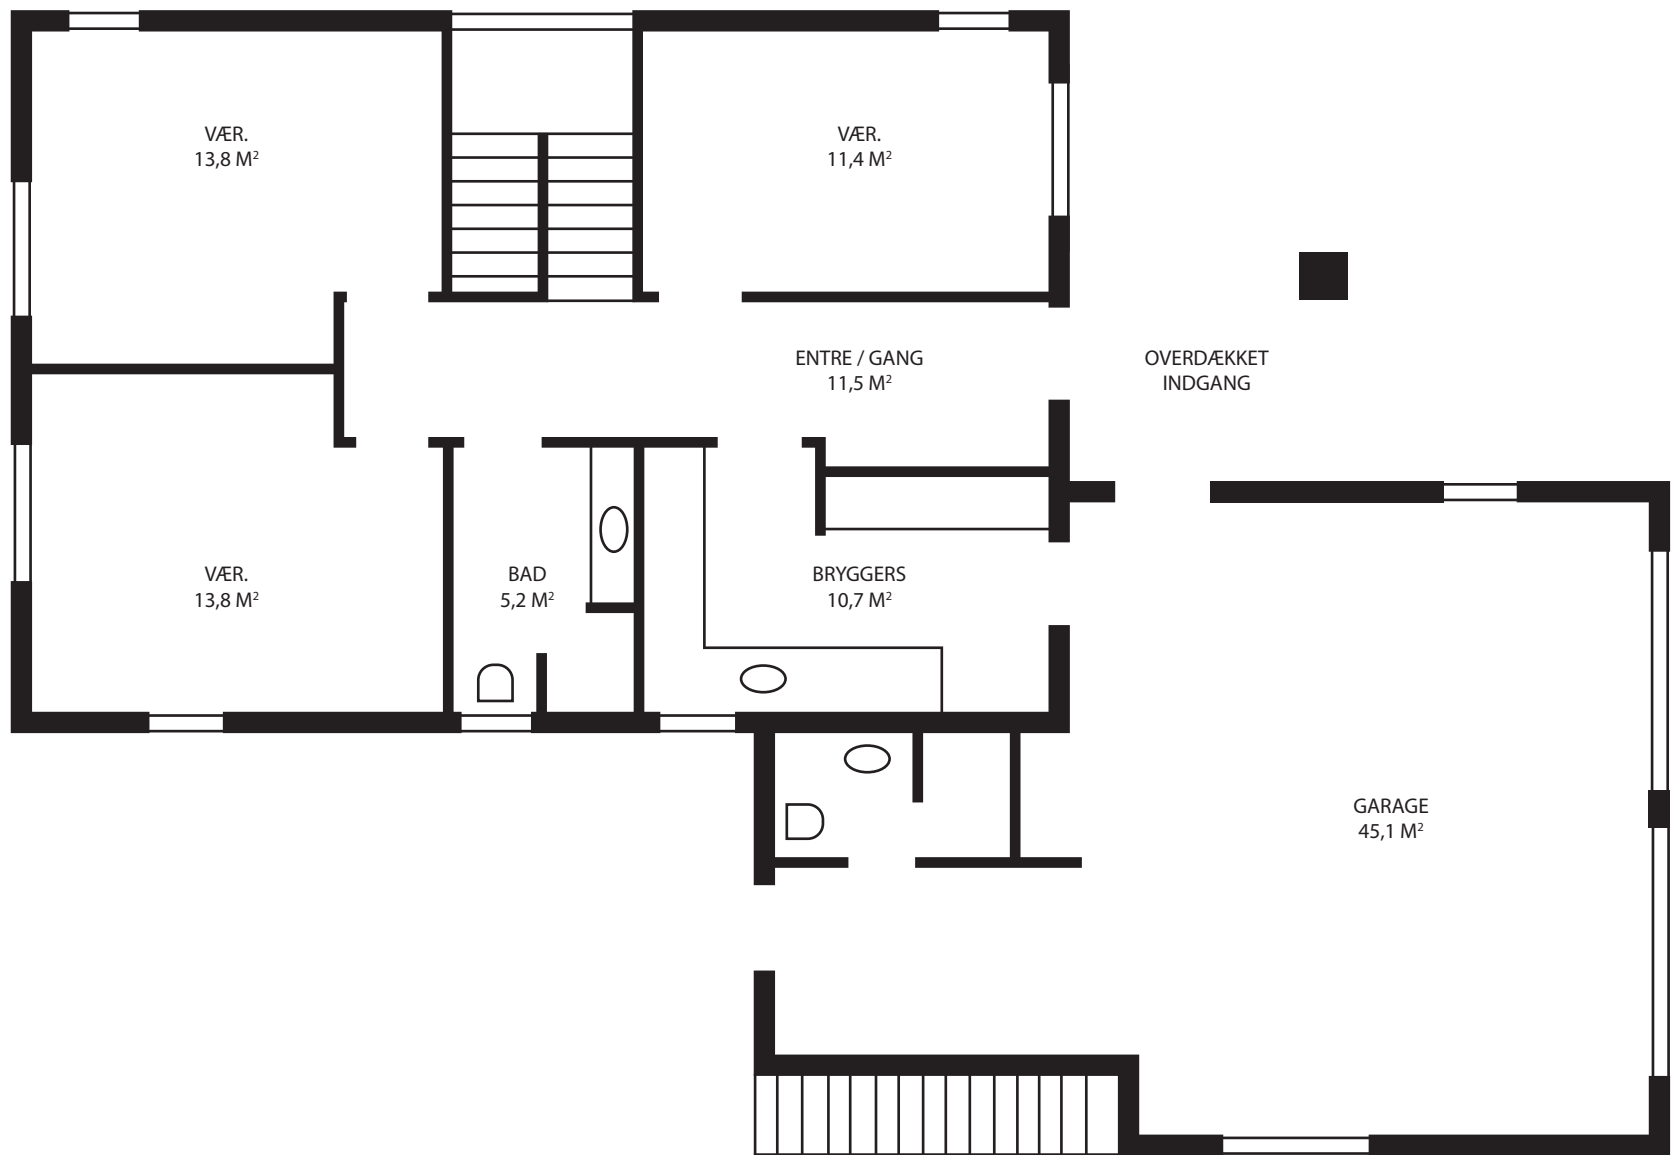 VÆR.
13,8 M²
VÆR.
11,4 M²
ENTRE / GANG
11,5 M²
OVERDÆKKET
INDGANG
VÆR.
13,8 M²
BAD
5,2 M²
BRYGGERS
10,7 M²
GARAGE
45,1 M²